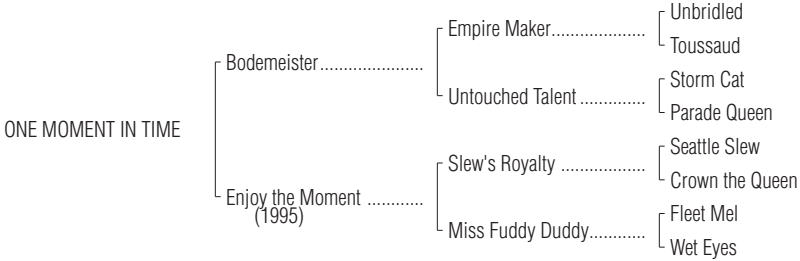 Unbridled
Empire Maker....................
Toussaud
Bodemeister......................
Storm Cat
Untouched Talent..............
Parade Queen
ONE MOMENT IN TIME
Seattle Slew
Slew's Royalty ..................
Crown the Queen
Enjoy the Moment ............
(1995)
Fleet Mel
Miss Fuddy Duddy............
Wet Eyes